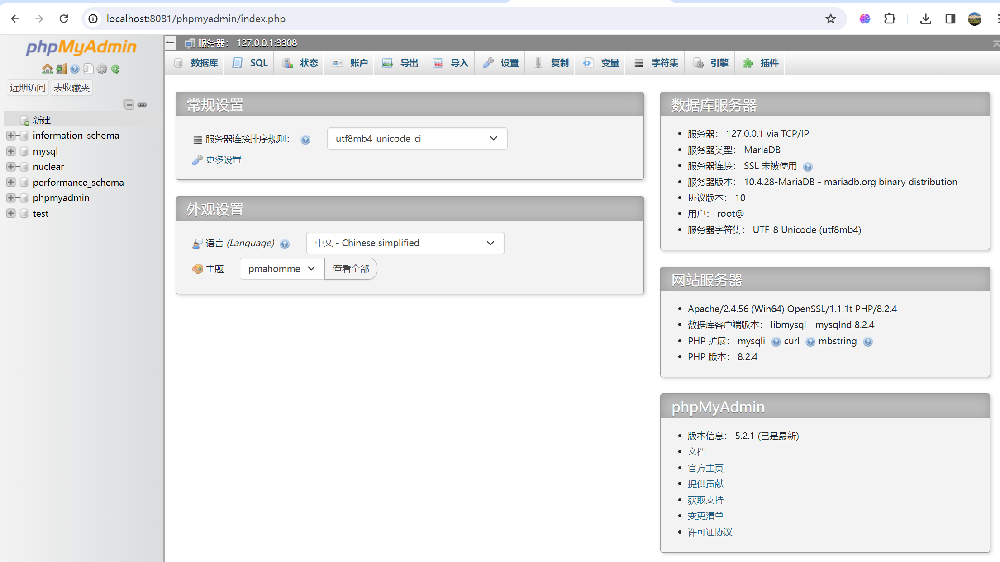 localhost:8081/phpmyadmin/index.php
phpMyAdmin
近期访问 表收藏夹
新建
information_schema
mysql
nuclear
performance_schema
phpmyadmin
test
服务器： 127.0.0.1:3308
数据库 SQL 状态 账户 导出 导入 设置 复制 变量 字符集 引擎 插件
常规设置
服务器连接排序规则： utf8mb4_unicode_ci
更多设置
外观设置
语言 (Language) 中文 - Chinese simplified
主题 pmahomme 查看全部
数据库服务器
服务器： 127.0.0.1 via TCP/IP
服务器类型： MariaDB
服务器连接： SSL 未被使用
服务器版本： 10.4.28-MariaDB - mariadb.org binary distribution
协议版本： 10
用户： root@
服务器字符集： UTF-8 Unicode (utf8mb4)
网站服务器
Apache/2.4.56 (Win64) OpenSSL/1.1.1t PHP/8.2.4
数据库客户端版本： libmysql - mysqlnd 8.2.4
PHP 扩展： mysqli curl mbstring
PHP 版本： 8.2.4
phpMyAdmin
版本信息： 5.2.1 (已是最新)
文档
官方主页
提供贡献
获取支持
变更清单
许可证协议